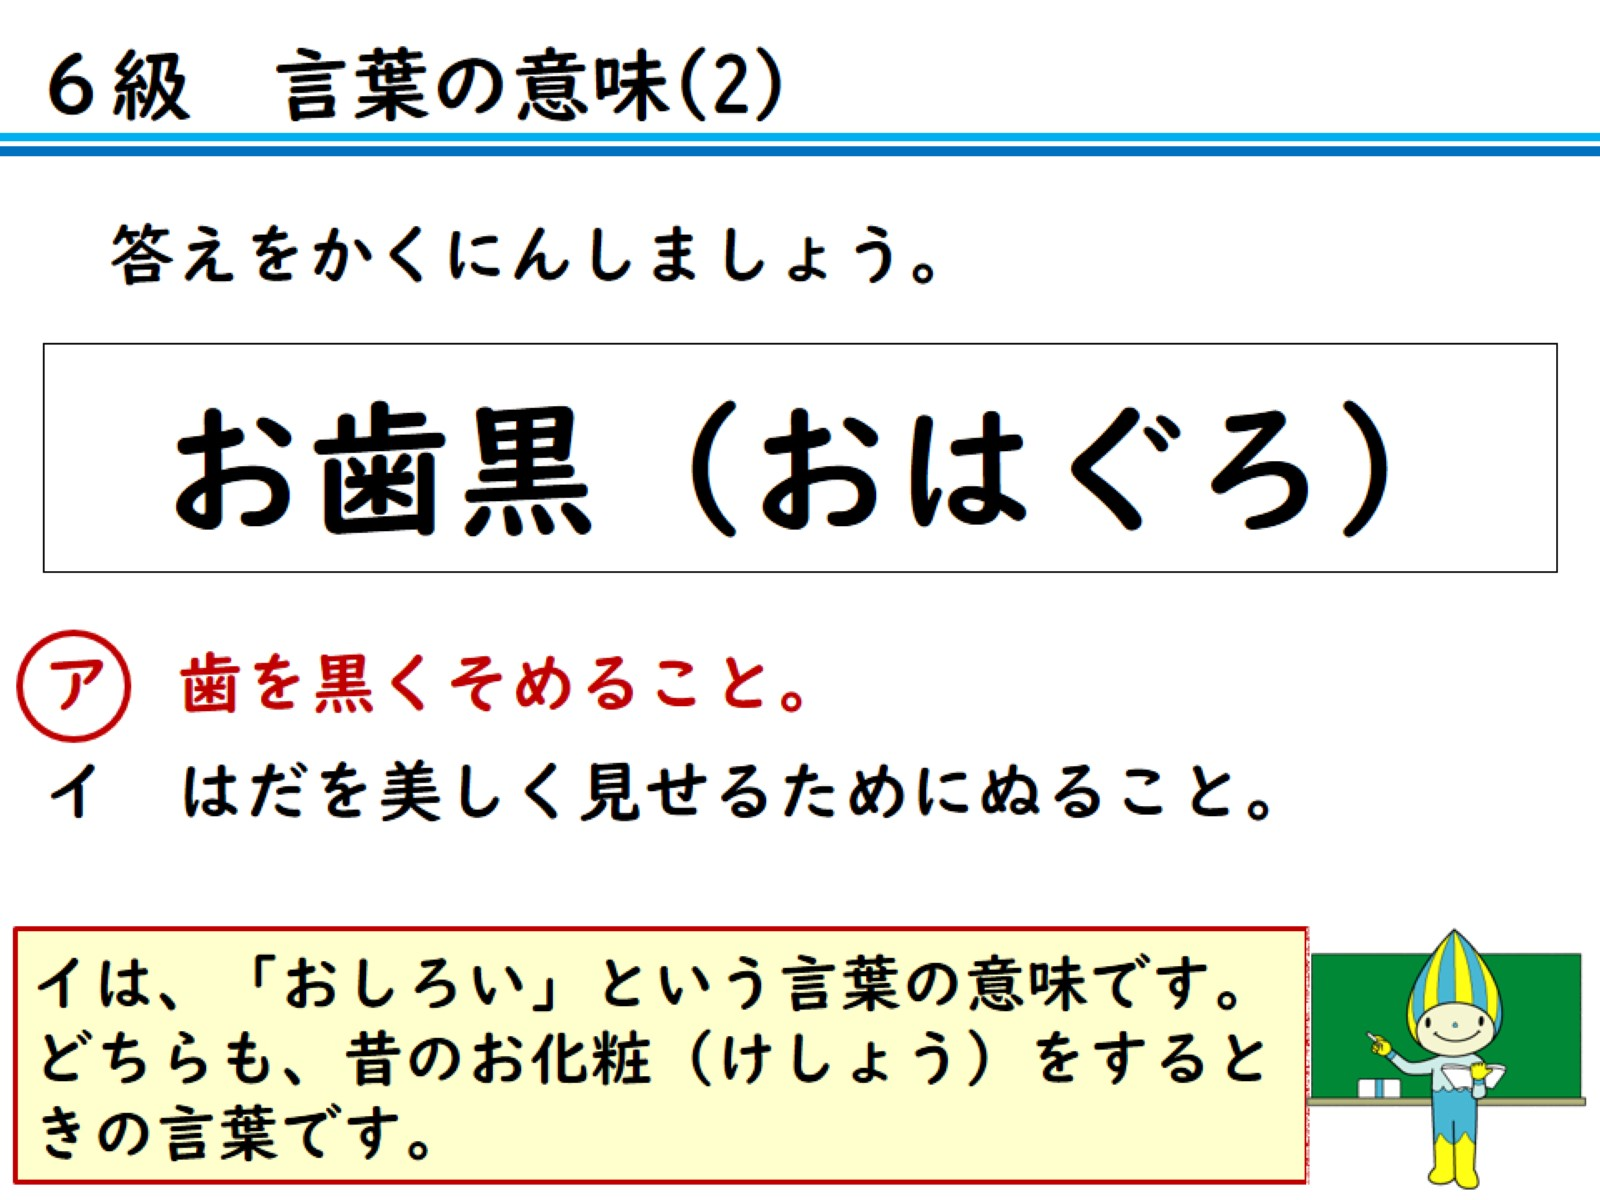 ６級　言葉の意味(2)
答えをかくにんしましょう。
お歯黒（おはぐろ）
ア　歯を黒くそめること。
イ　はだを美しく見せるためにぬること。
イは、「おしろい」という言葉の意味です。
どちらも、昔のお化粧（けしょう）をすると
きの言葉です。